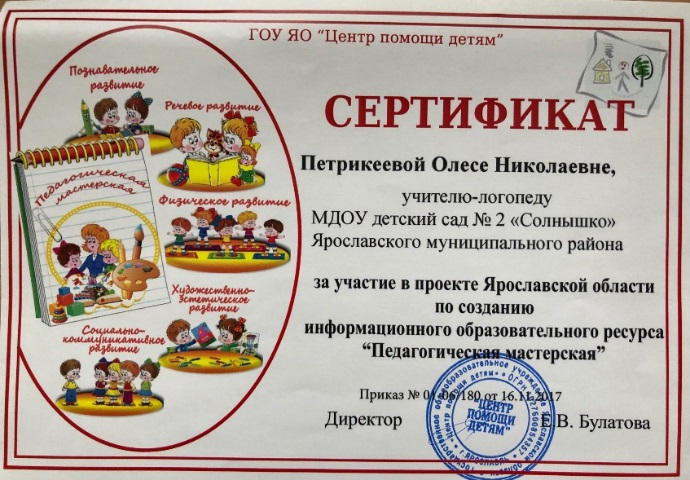 ГОУ ЯО “Центр помощи детям”
Познавательное
развитие
Речевое развитие
Педагогическая
мастерская
Физическое развитие
Художественно-
эстетическое
развитие
Социально-
коммуникативное
развитие
СЕРТИФИКАТ
Петрикеевой Олесе Николаевне,
учителю-логопеду
МДОУ детский сад № 2 «Солнышко»
Ярославского муниципального района
за участие в проекте Ярославской области
по созданию
информационного образовательного ресурса
“Педагогическая мастерская”
Приказ № 01-06/180 от 16.11.2017
Директор
Е.В. Булатова
"ЦЕНТР
ПОМОЩИ
ДЕТЯМ"